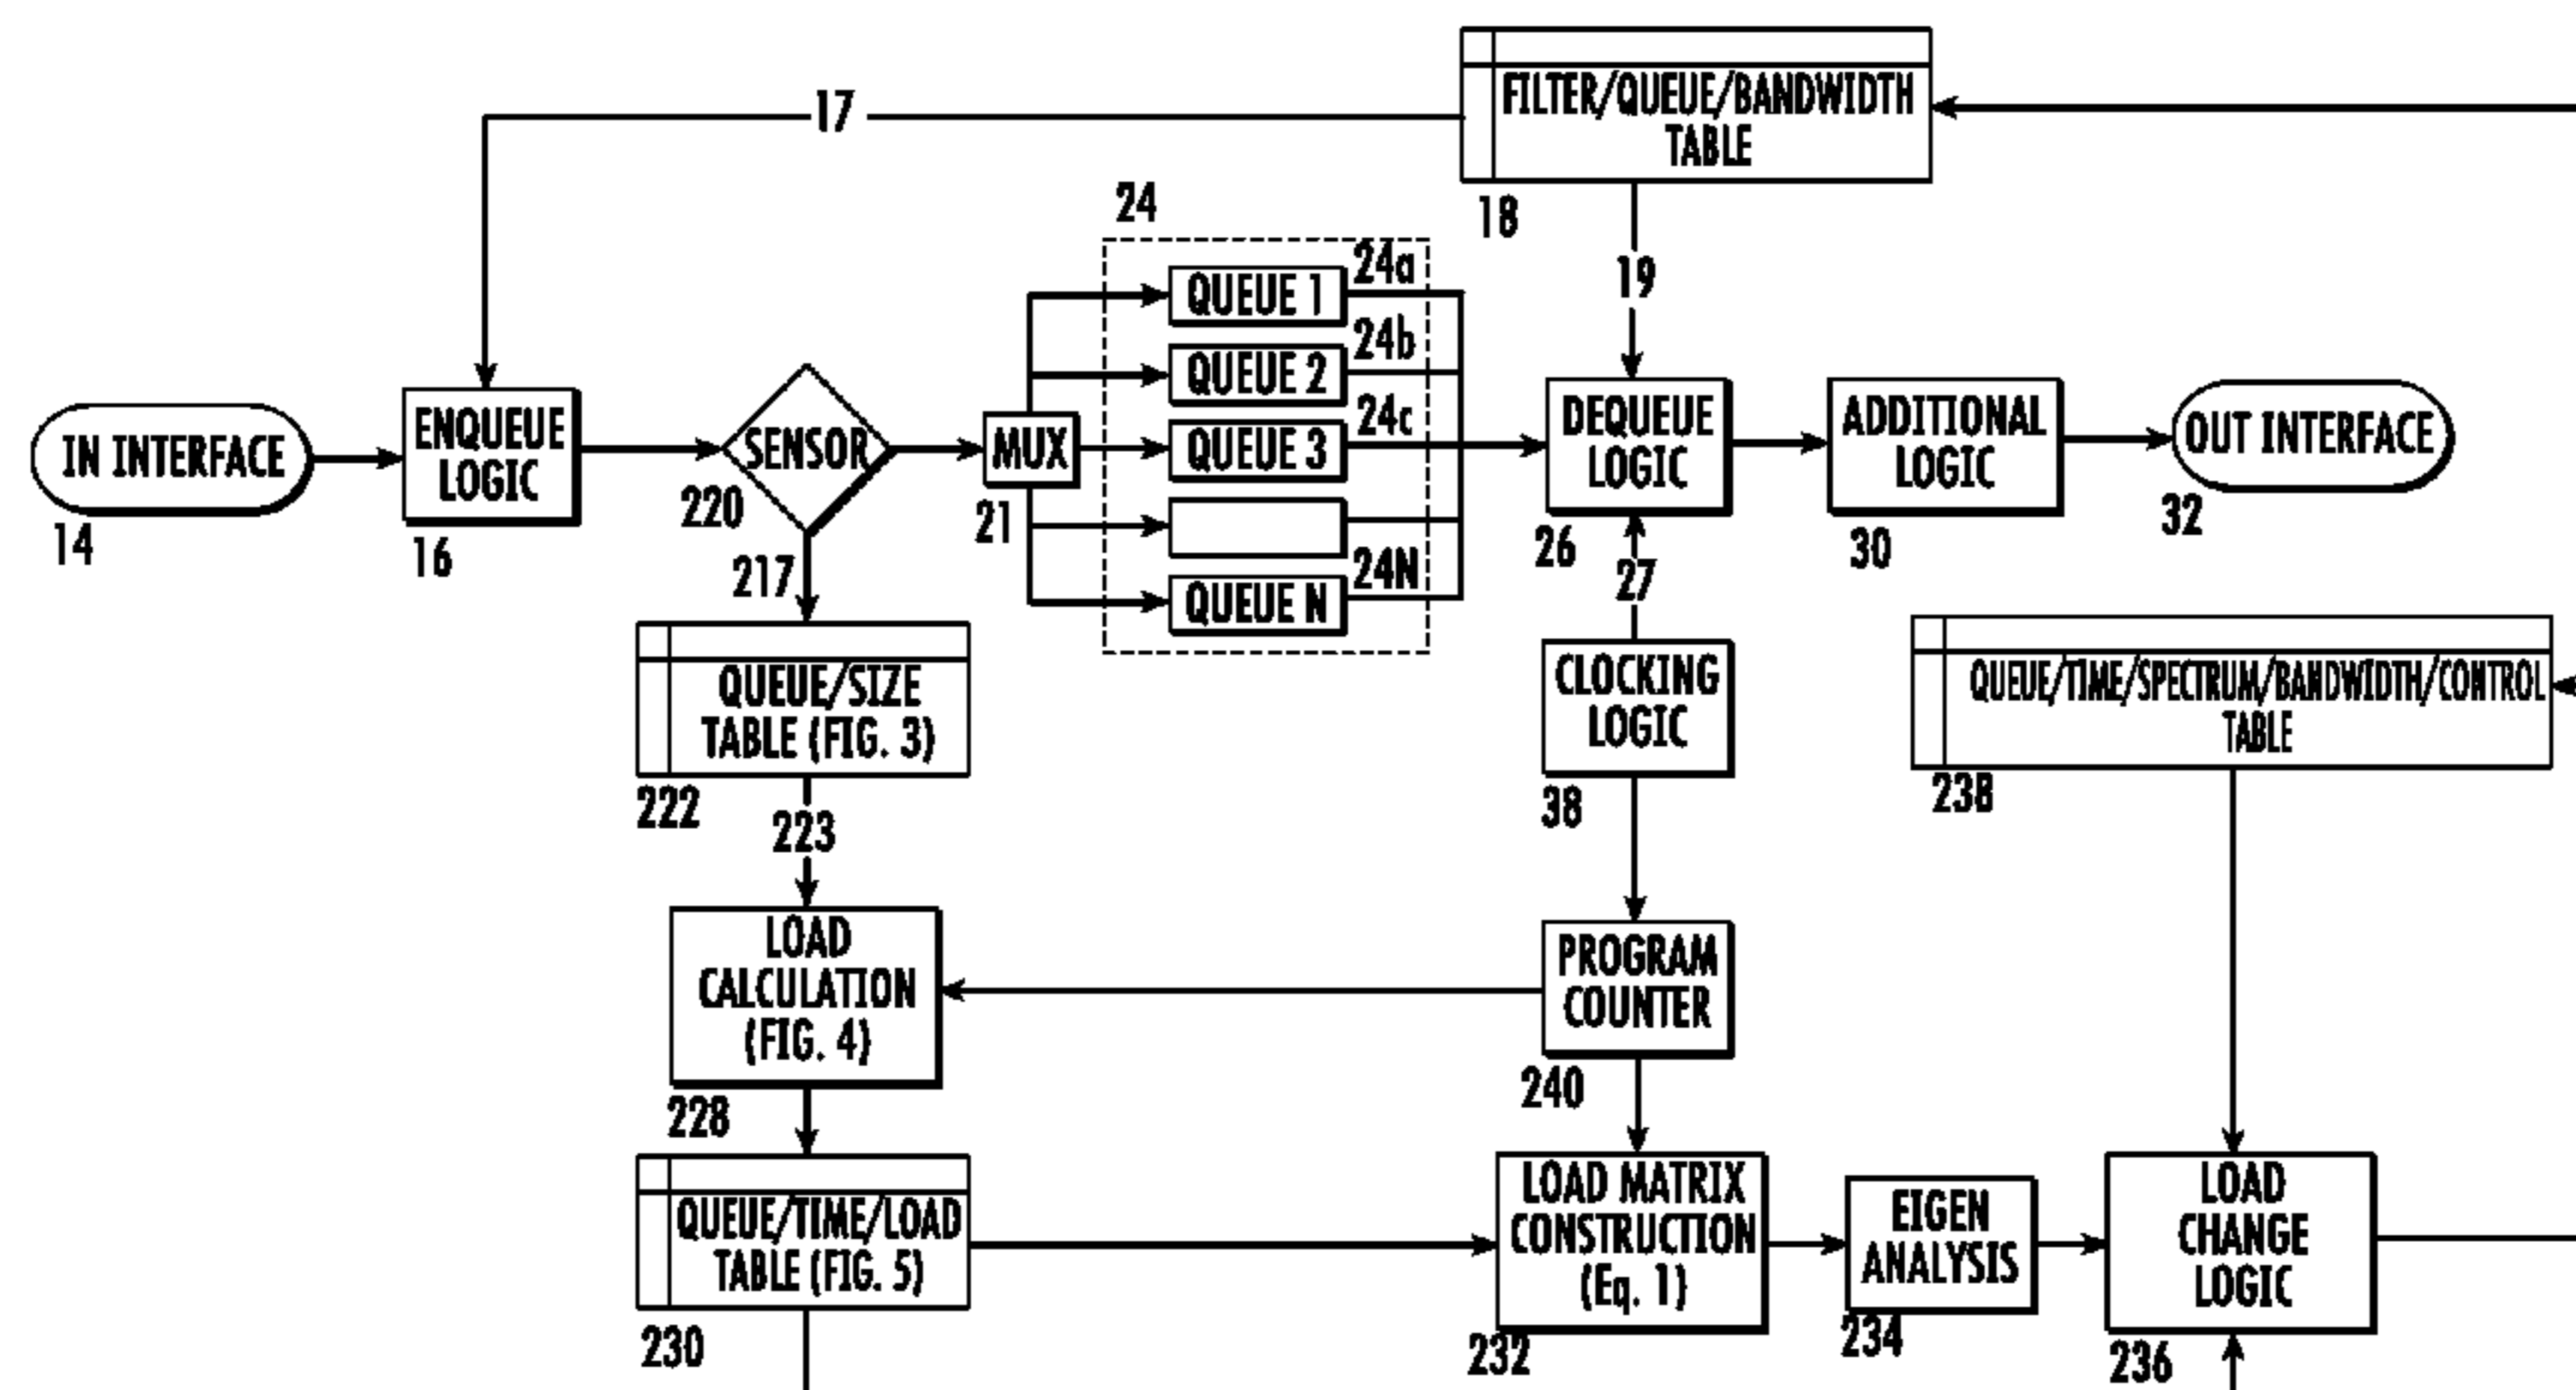 FILTER/QUEUE/BANDWIDTH
TABLE
17
18
19
24
24a
QUEUE 1
24b
QUEUE 2
24c
QUEUE 3
24N
QUEUE N
IN INTERFACE
14
ENQUEUE
LOGIC
16
SENSOR
220
217
MUX
21
DEQUEUE
LOGIC
26
27
ADDITIONAL
LOGIC
30
OUT INTERFACE
32
QUEUE/SIZE
TABLE (FIG. 3)
222
223
CLOCKING
LOGIC
38
QUEUE/TIME/SPECTRUM/BANDWIDTH/CONTROL
TABLE
238
LOAD
CALCULATION
(FIG. 4)
228
PROGRAM
COUNTER
240
QUEUE/TIME/LOAD
TABLE (FIG. 5)
230
LOAD MATRIX
CONSTRUCTION
(Eq. 1)
232
EIGEN
ANALYSIS
234
LOAD
CHANGE
LOGIC
236